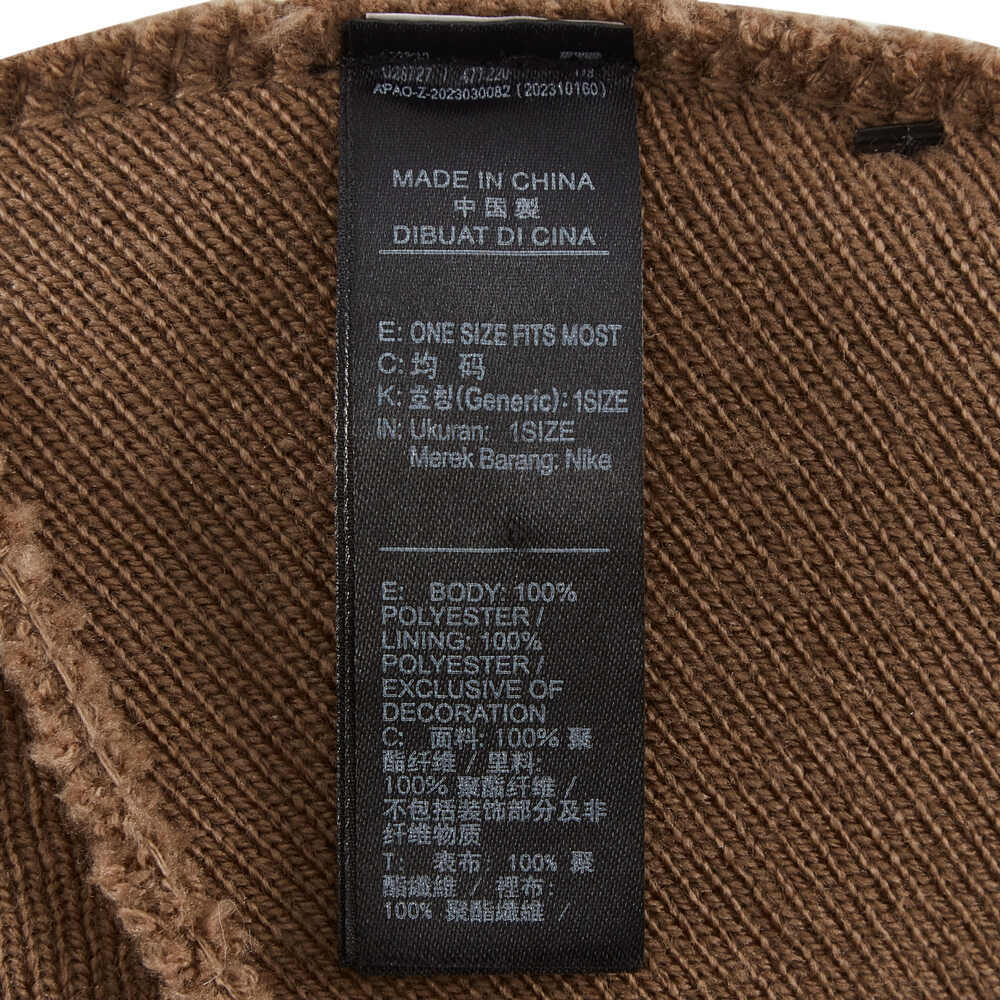 APAO-Z-2023030082 (202310160)
MADE IN CHINA
中 国 製
DIBUAT DI CINA
E: ONE SIZE FITS MOST
C: 均 码
K: 호칭(Generic): 1SIZE
IN: Ukuran: 1SIZE
Merek Barang: Nike
E: BODY: 100%
POLYESTER /
LINING: 100%
POLYESTER /
EXCLUSIVE OF
DECORATION
C: 面料: 100% 聚
酯纤维 / 里料:
100% 聚酯纤维 /
不包括装饰部分及非
纤维物质
T: 表布: 100% 聚
酯纖維 / 裡布:
100% 聚酯纖維 /